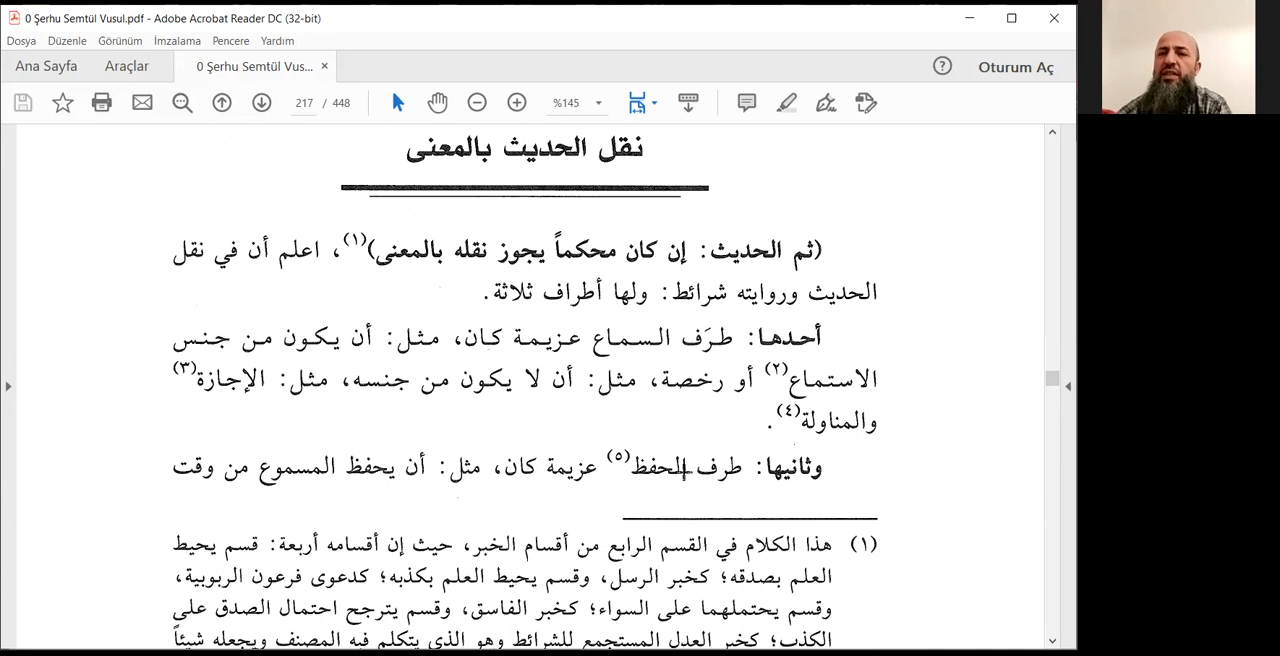 0 Şerhu Semtül Vusul.pdf - Adobe Acrobat Reader DC (32-bit)
Dosya Düzenle Görünüm İmzalama Pencere Yardım
Ana Sayfa Araçlar 0 Şerhu Semtül Vus... × Oturum Aç
217 / 448 %145
نقل الحديث بالمعنى
(ثم الحديث: إن كان محكماً يجوز نقله بالمعنى)(١)، اعلم أن في نقل
الحديث وروايته شرائط: ولها أطراف ثلاثة.
أحدها: طرَف السماع عزيمة كان، مثل: أن يكون من جنس
الاستماع(٢) أو رخصة، مثل: أن لا يكون من جنسه، مثل: الإجازة(٣)
والمناولة(٤).
وثانيها: طرف الحفظ(٥) عزيمة كان، مثل: أن يحفظ المسموع من وقت
(١) هذا الكلام في القسم الرابع من أقسام الخبر، حيث إن أقسامه أربعة: قسم يحيط
العلم بصدقه؛ كخبر الرسل، وقسم يحيط العلم بكذبه؛ كدعوى فرعون الربوبية،
وقسم يحتملهما على السواء؛ كخبر الفاسق، وقسم يترجح احتمال الصدق على
الكذب؛ كخبر العدل المستجمع للشرائط وهو الذي يتكلم فيه المصنف ويجعله شيئاً